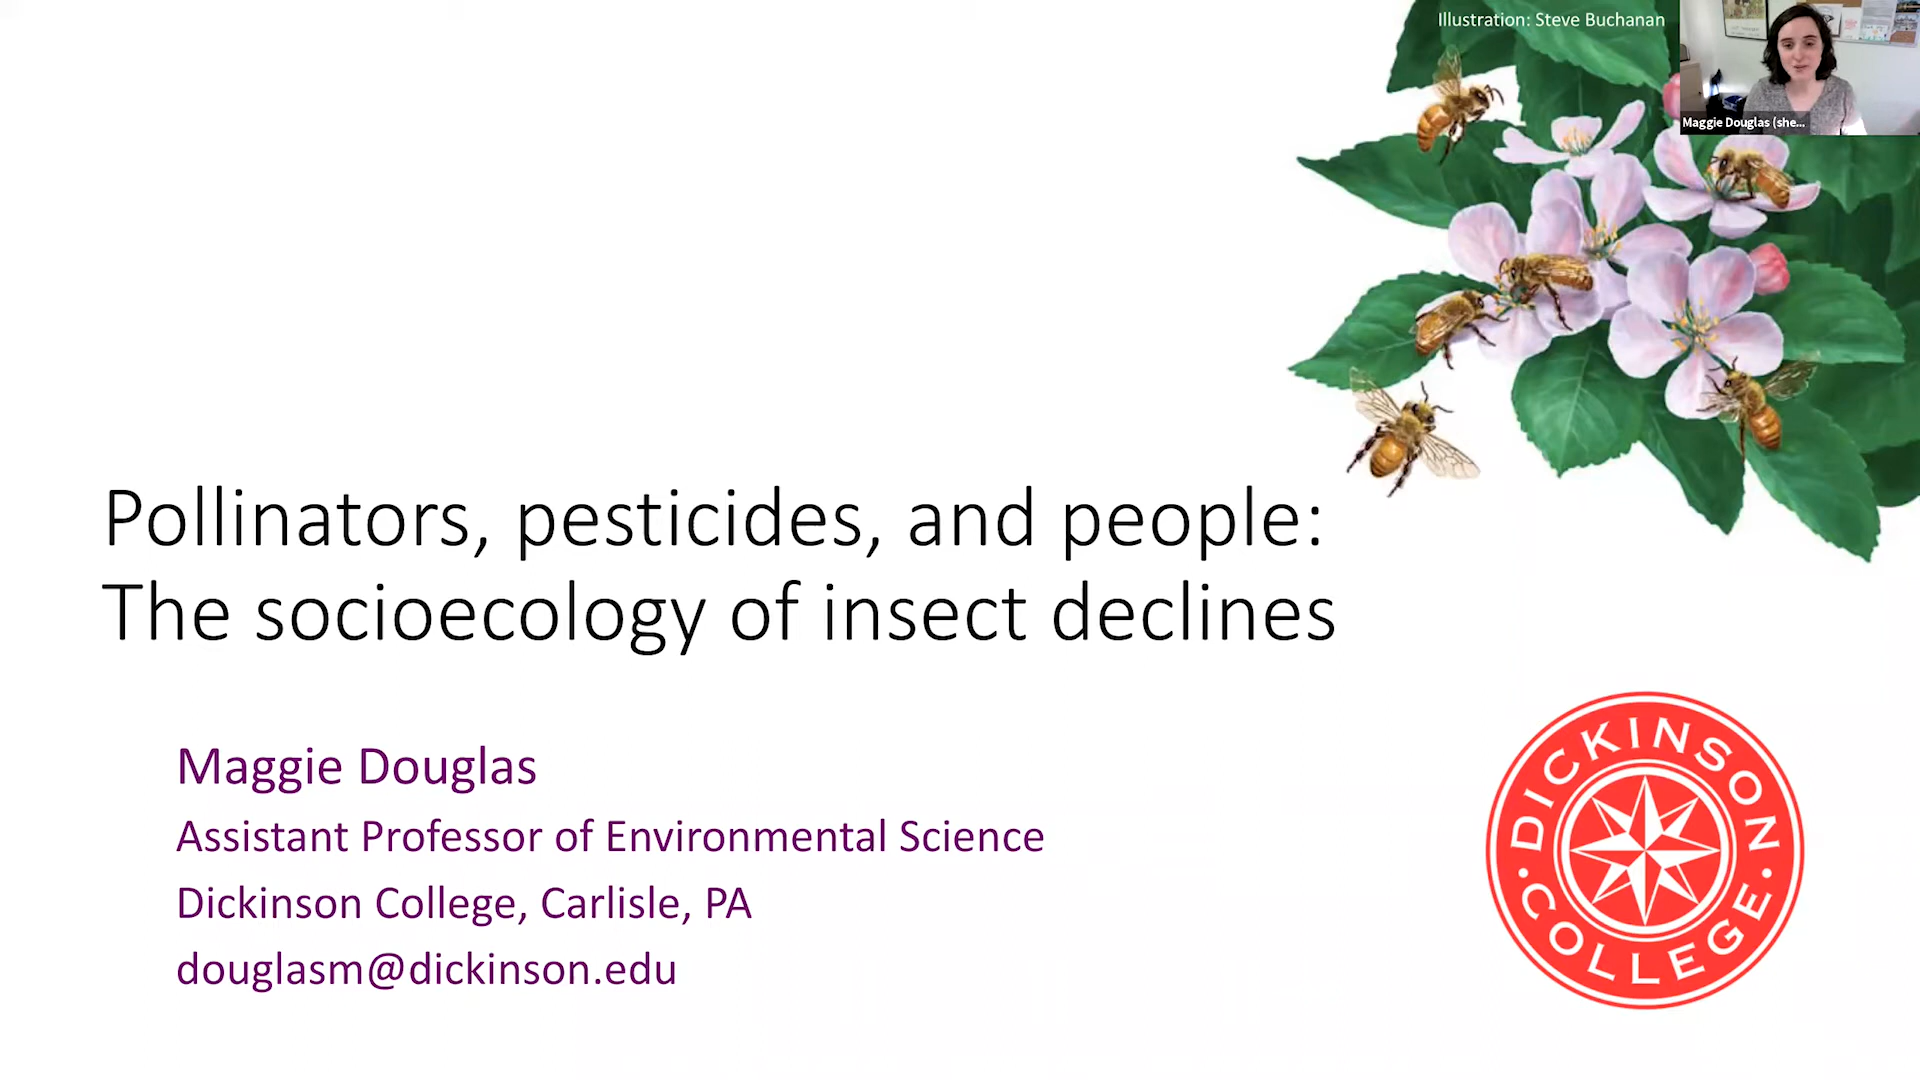 Illustration: Steve Buchanan
Maggie Douglas (she...
Pollinators, pesticides, and people:
The socioecology of insect declines
Maggie Douglas
Assistant Professor of Environmental Science
Dickinson College, Carlisle, PA
douglasm@dickinson.edu
DICKINSON
· COLLEGE ·